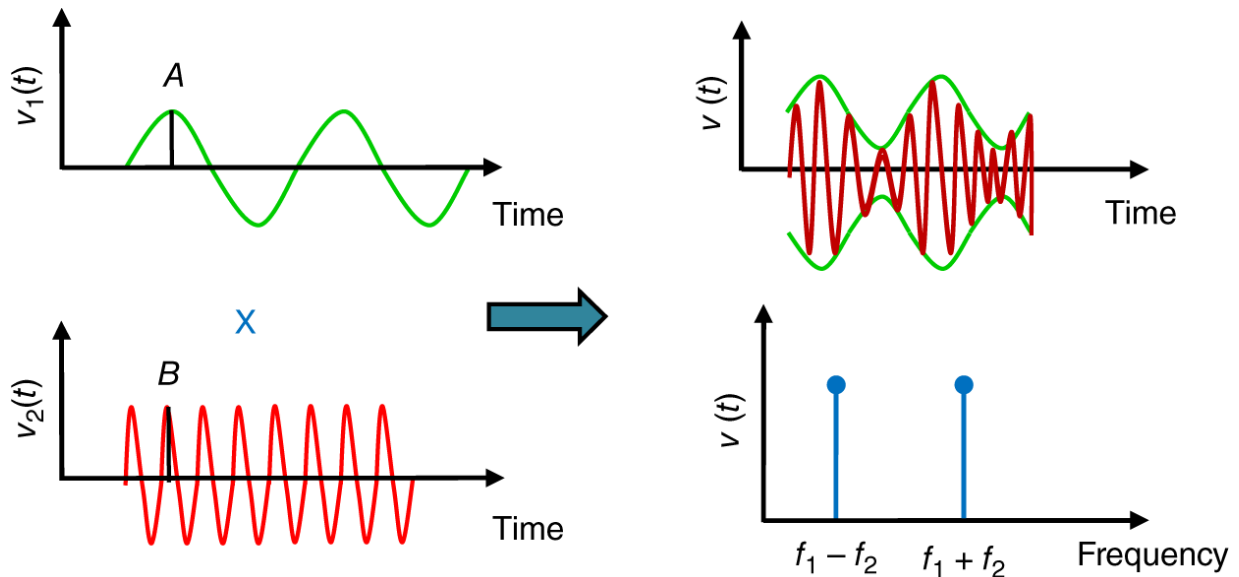 v₁(t)
A
Time
X
v₂(t)
B
Time
v (t)
Time
v (t)
f₁ – f₂
f₁ + f₂
Frequency